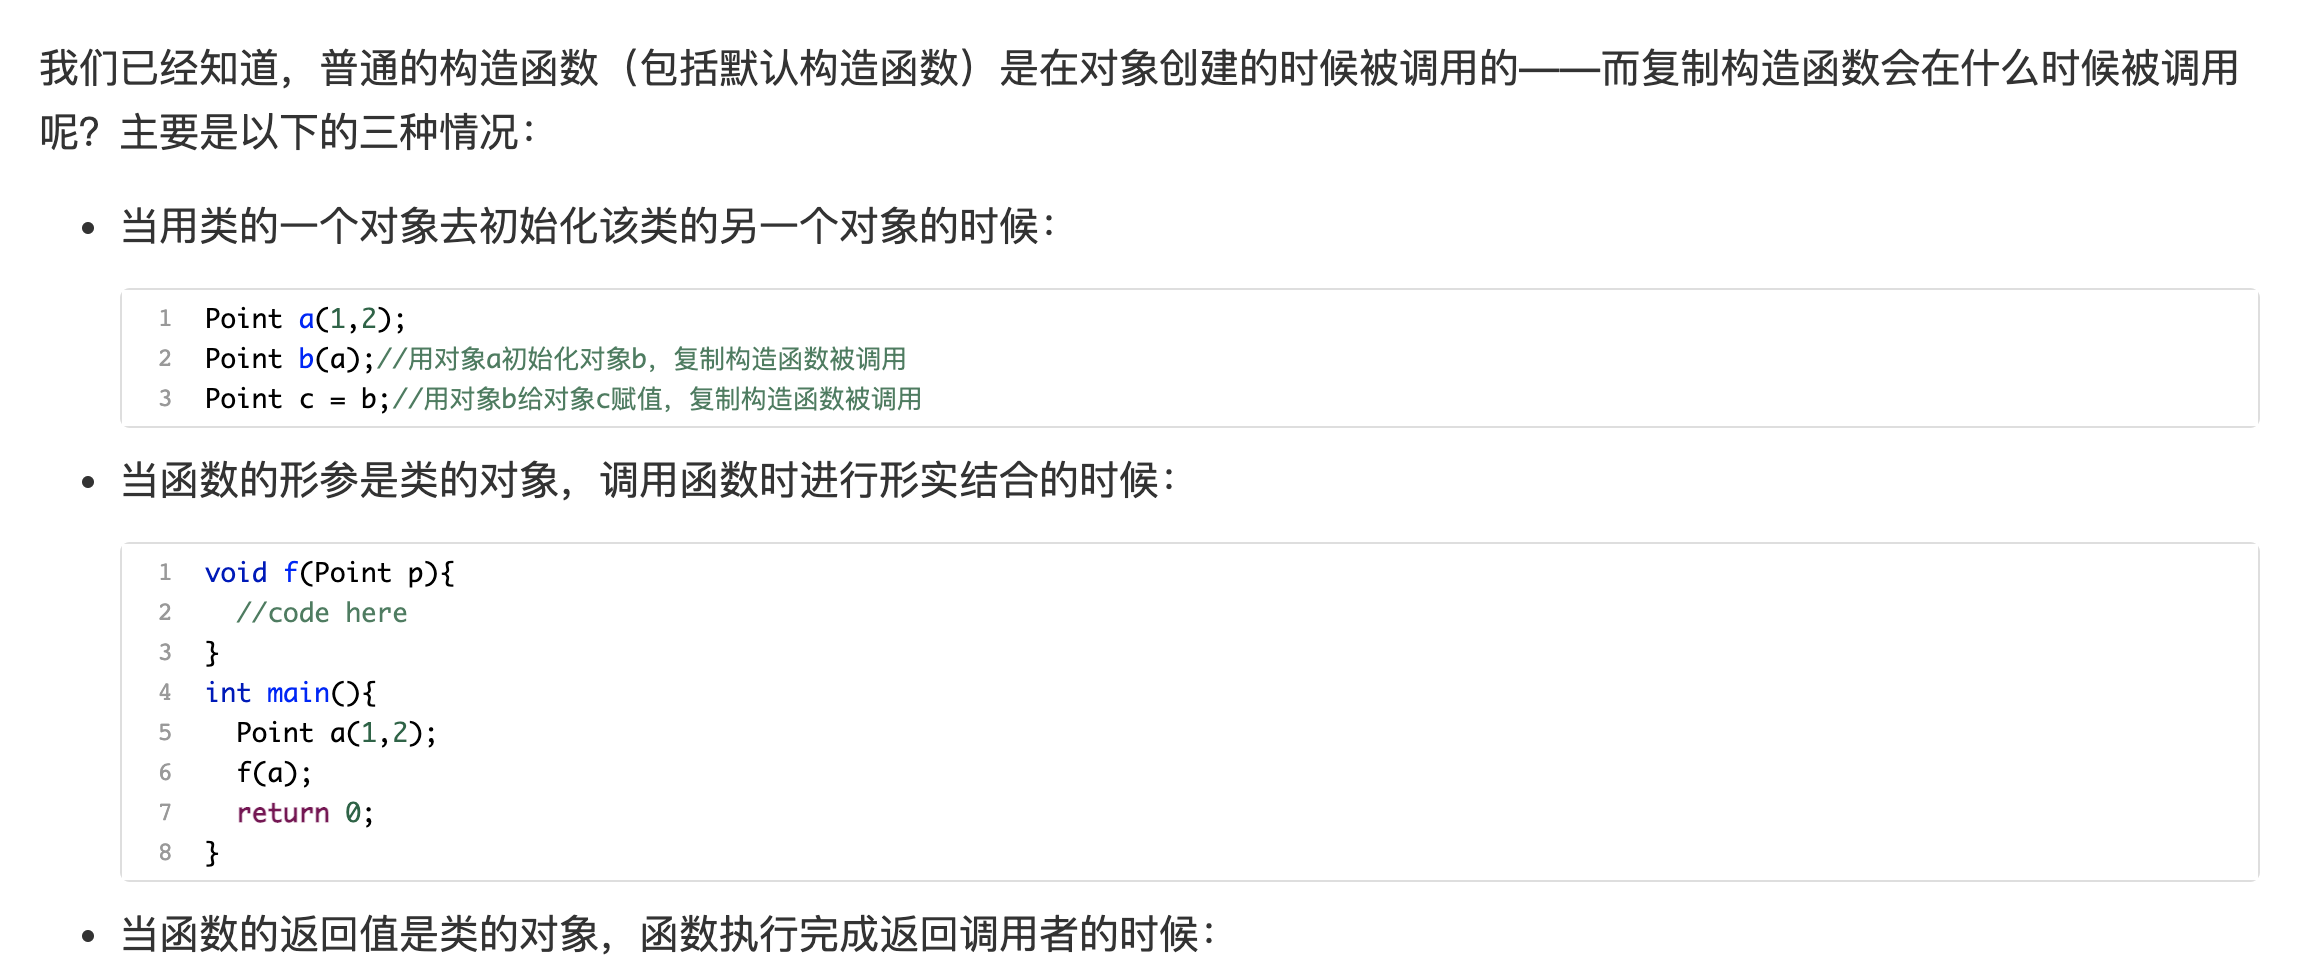 我们已经知道，普通的构造函数（包括默认构造函数）是在对象创建的时候被调用的——而复制构造函数会在什么时候被调用
呢？主要是以下的三种情况：
• 当用类的一个对象去初始化该类的另一个对象的时候：
1 Point a(1,2);
2 Point b(a);//用对象a初始化对象b，复制构造函数被调用
3 Point c = b;//用对象b给对象c赋值，复制构造函数被调用
• 当函数的形参是类的对象，调用函数时进行形实结合的时候：
1 void f(Point p){
2   //code here
3 }
4 int main(){
5   Point a(1,2);
6   f(a);
7   return 0;
8 }
• 当函数的返回值是类的对象，函数执行完成返回调用者的时候：